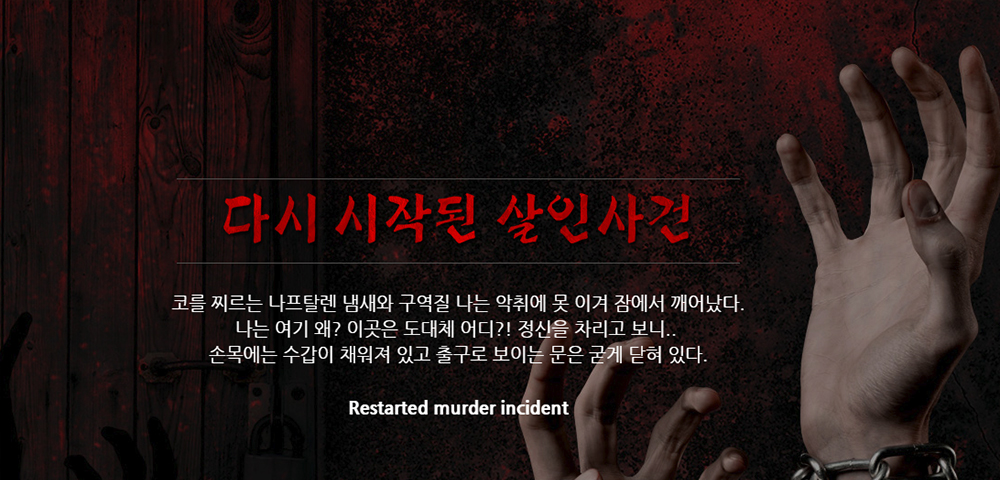 다시 시작된 살인사건
코를 찌르는 나프탈렌 냄새와 구역질 나는 악취에 못 이겨 잠에서 깨어났다.
나는 여기 왜? 이곳은 도대체 어디?! 정신을 차리고 보니..
손목에는 수갑이 채워져 있고 출구로 보이는 문은 굳게 닫혀 있다.
Restarted murder incident